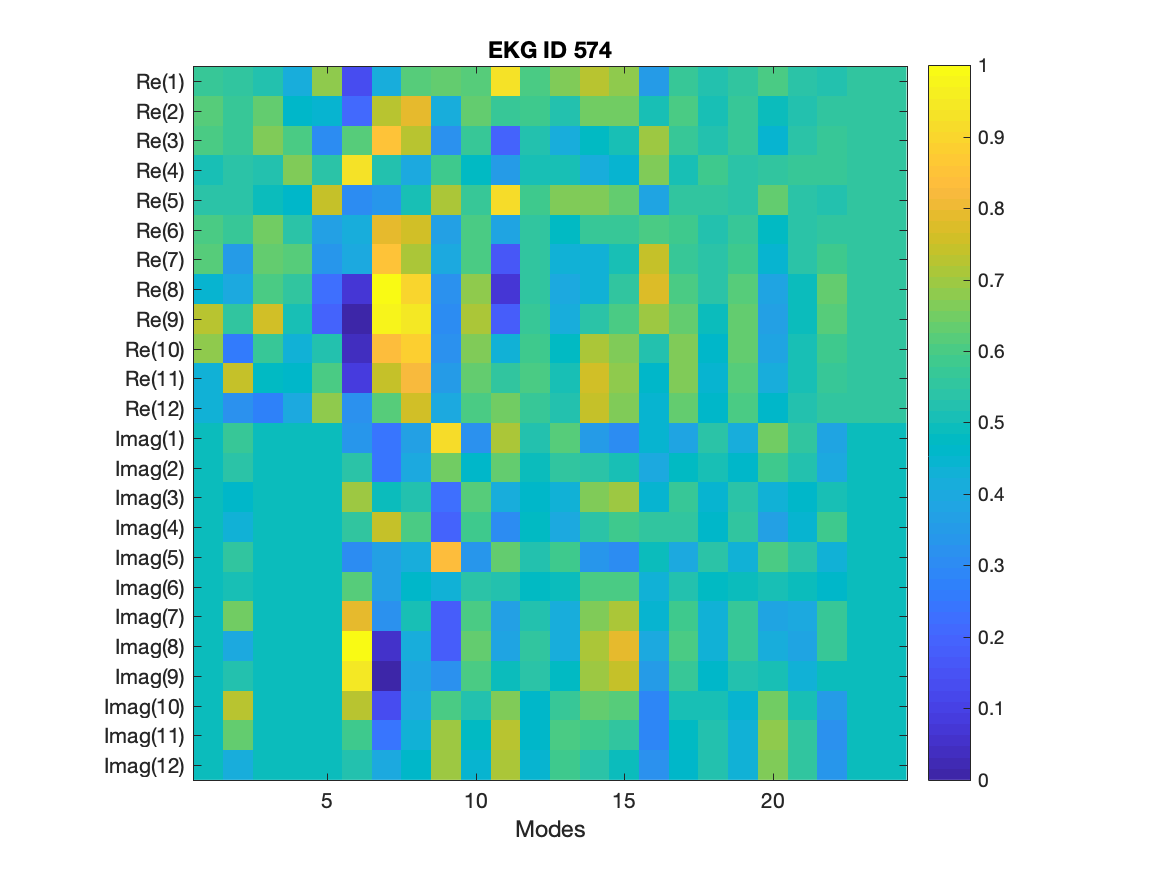 EKG ID 574
Re(1)
Re(2)
Re(3)
Re(4)
Re(5)
Re(6)
Re(7)
Re(8)
Re(9)
Re(10)
Re(11)
Re(12)
Imag(1)
Imag(2)
Imag(3)
Imag(4)
Imag(5)
Imag(6)
Imag(7)
Imag(8)
Imag(9)
Imag(10)
Imag(11)
Imag(12)
5 10 15 20
Modes
1
0.9
0.8
0.7
0.6
0.5
0.4
0.3
0.2
0.1
0